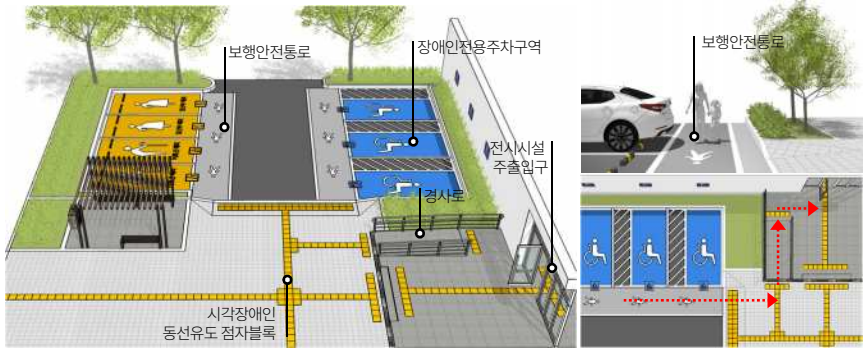 보행안전통로
장애인전용주차구역
전시시설
주출입구
경사로
시각장애인
동선유도 점자블록
보행안전통로